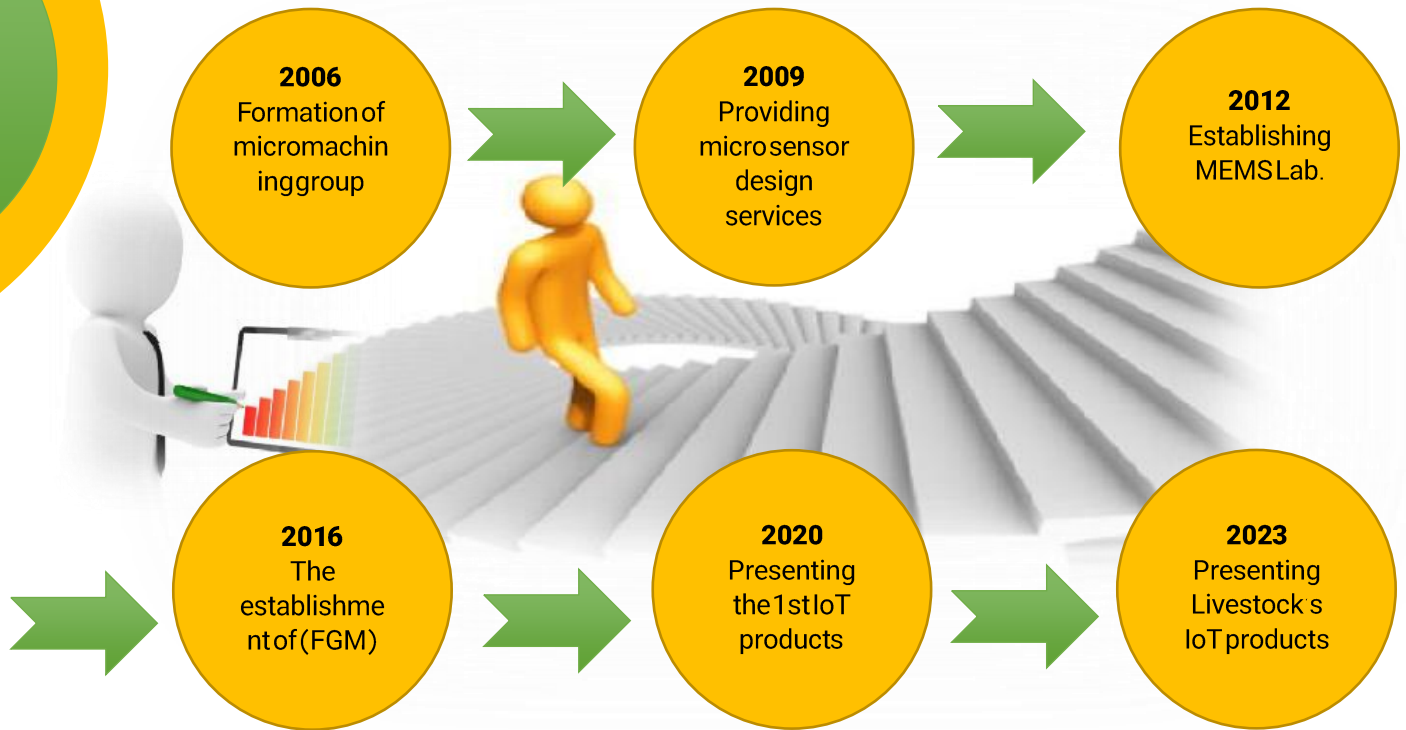 2006
Formation of
micromachin
ing group
2009
Providing
microsensor
design
services
2012
Establishing
MEMS Lab.
2016
The
establishme
nt of (FGM)
2020
Presenting
the 1st IoT
products
2023
Presenting
Livestock's
IoT products